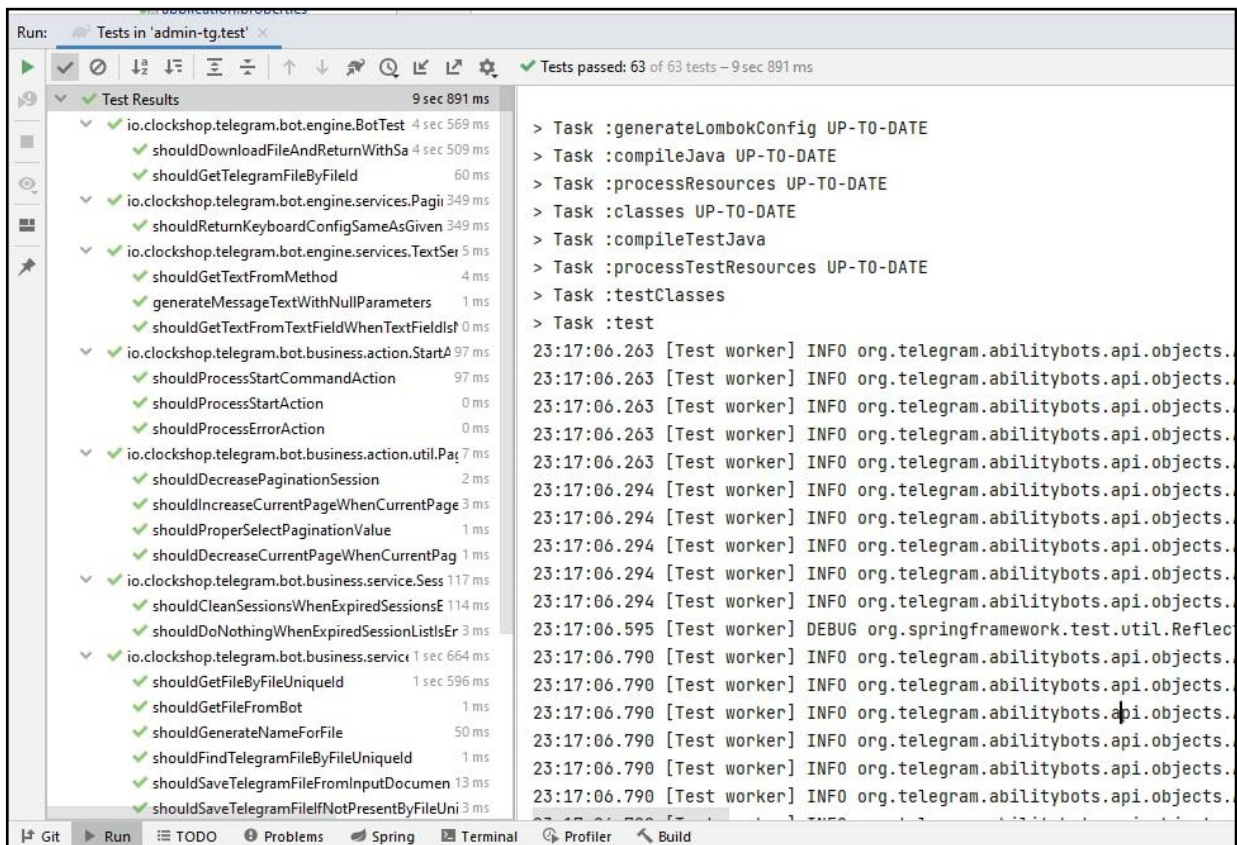 application.properties
Run: Tests in 'admin-tg.test'
Tests passed: 63 of 63 tests – 9 sec 891 ms
Test Results 9 sec 891 ms
io.clockshop.telegram.bot.engine.BotTest 4 sec 569 ms
shouldDownloadFileAndReturnWithSa 4 sec 509 ms
shouldGetTelegramFileByFileId 60 ms
io.clockshop.telegram.bot.engine.services.Pagi 349 ms
shouldReturnKeyboardConfigSameAsGiven 349 ms
io.clockshop.telegram.bot.engine.services.TextSer 5 ms
shouldGetTextFromMethod 4 ms
generateMessageTextWithNullParameters 1 ms
shouldGetTextFromTextFieldWhenTextFieldIsN 0 ms
io.clockshop.telegram.bot.business.action.StartA 97 ms
shouldProcessStartCommandAction 97 ms
shouldProcessStartAction 0 ms
shouldProcessErrorAction 0 ms
io.clockshop.telegram.bot.business.action.util.Pag 7 ms
shouldDecreasePaginationSession 2 ms
shouldIncreaseCurrentPageWhenCurrentPage 3 ms
shouldProperSelectPaginationValue 1 ms
shouldDecreaseCurrentPageWhenCurrentPag 1 ms
io.clockshop.telegram.bot.business.service.Sess 117 ms
shouldCleanSessionsWhenExpiredSessionsE 114 ms
shouldDoNothingWhenExpiredSessionListIsEr 3 ms
io.clockshop.telegram.bot.business.service 1 sec 664 ms
shouldGetFileByFileUniqueId 1 sec 596 ms
shouldGetFileFromBot 1 ms
shouldGenerateNameForFile 50 ms
shouldFindTelegramFileByFileUniqueId 1 ms
shouldSaveTelegramFileFromInputDocumen 13 ms
shouldSaveTelegramFileIfNotPresentByFileUni 3 ms
> Task :generateLombokConfig UP-TO-DATE
> Task :compileJava UP-TO-DATE
> Task :processResources UP-TO-DATE
> Task :classes UP-TO-DATE
> Task :compileTestJava
> Task :processTestResources UP-TO-DATE
> Task :testClasses
> Task :test
23:17:06.263 [Test worker] INFO org.telegram.abilitybots.api.objects.
23:17:06.263 [Test worker] INFO org.telegram.abilitybots.api.objects.
23:17:06.263 [Test worker] INFO org.telegram.abilitybots.api.objects.
23:17:06.263 [Test worker] INFO org.telegram.abilitybots.api.objects.
23:17:06.263 [Test worker] INFO org.telegram.abilitybots.api.objects.
23:17:06.294 [Test worker] INFO org.telegram.abilitybots.api.objects.
23:17:06.294 [Test worker] INFO org.telegram.abilitybots.api.objects.
23:17:06.294 [Test worker] INFO org.telegram.abilitybots.api.objects.
23:17:06.294 [Test worker] INFO org.telegram.abilitybots.api.objects.
23:17:06.294 [Test worker] INFO org.telegram.abilitybots.api.objects.
23:17:06.595 [Test worker] DEBUG org.springframework.test.util.Reflec
23:17:06.790 [Test worker] INFO org.telegram.abilitybots.api.objects.
23:17:06.790 [Test worker] INFO org.telegram.abilitybots.api.objects.
23:17:06.790 [Test worker] INFO org.telegram.abilitybots.api.objects.
23:17:06.790 [Test worker] INFO org.telegram.abilitybots.api.objects.
23:17:06.790 [Test worker] INFO org.telegram.abilitybots.api.objects.
23:17:06.790 [Test worker] INFO org.telegram.abilitybots.api.objects.
Git Run TODO Problems Spring Terminal Profiler Build